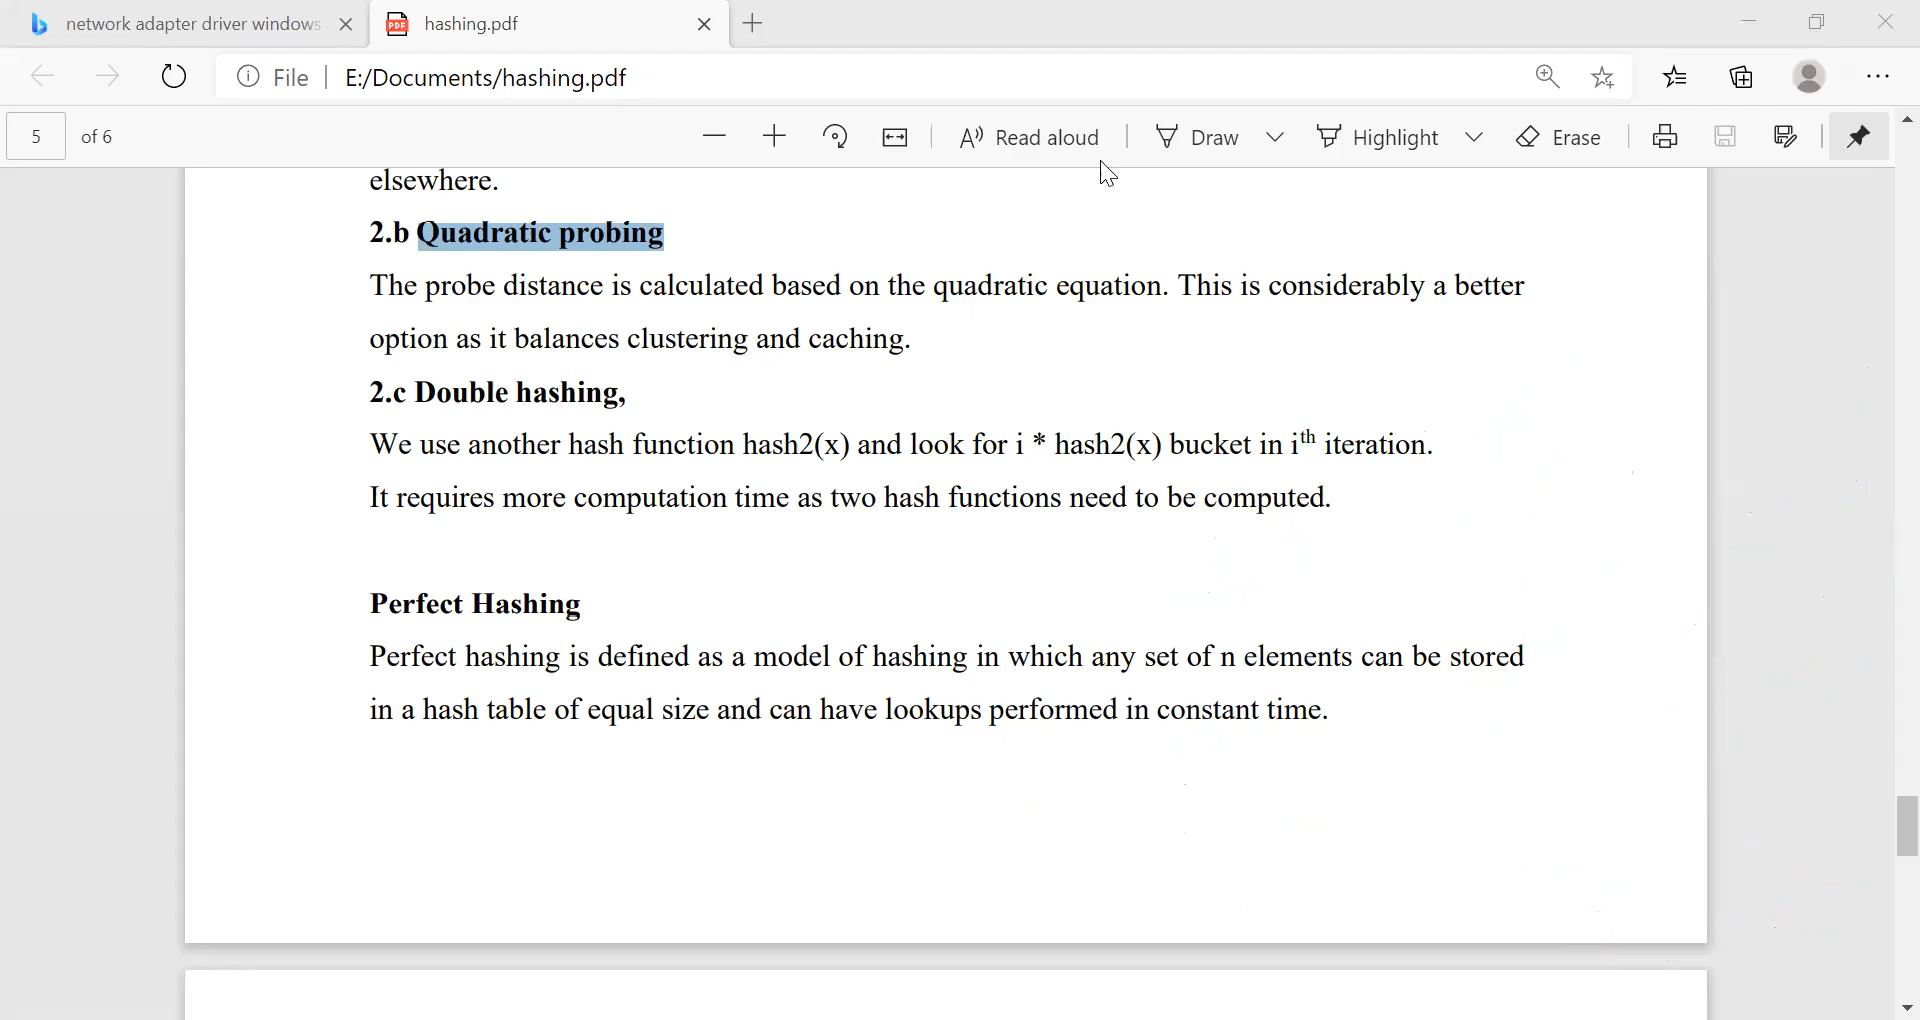 network adapter driver windows
hashing.pdf
File | E:/Documents/hashing.pdf
5 of 6
Read aloud
Draw
Highlight
Erase
elsewhere.
2.b Quadratic probing
The probe distance is calculated based on the quadratic equation. This is considerably a better
option as it balances clustering and caching.
2.c Double hashing,
We use another hash function hash2(x) and look for i * hash2(x) bucket in ith iteration.
It requires more computation time as two hash functions need to be computed.
Perfect Hashing
Perfect hashing is defined as a model of hashing in which any set of n elements can be stored
in a hash table of equal size and can have lookups performed in constant time.